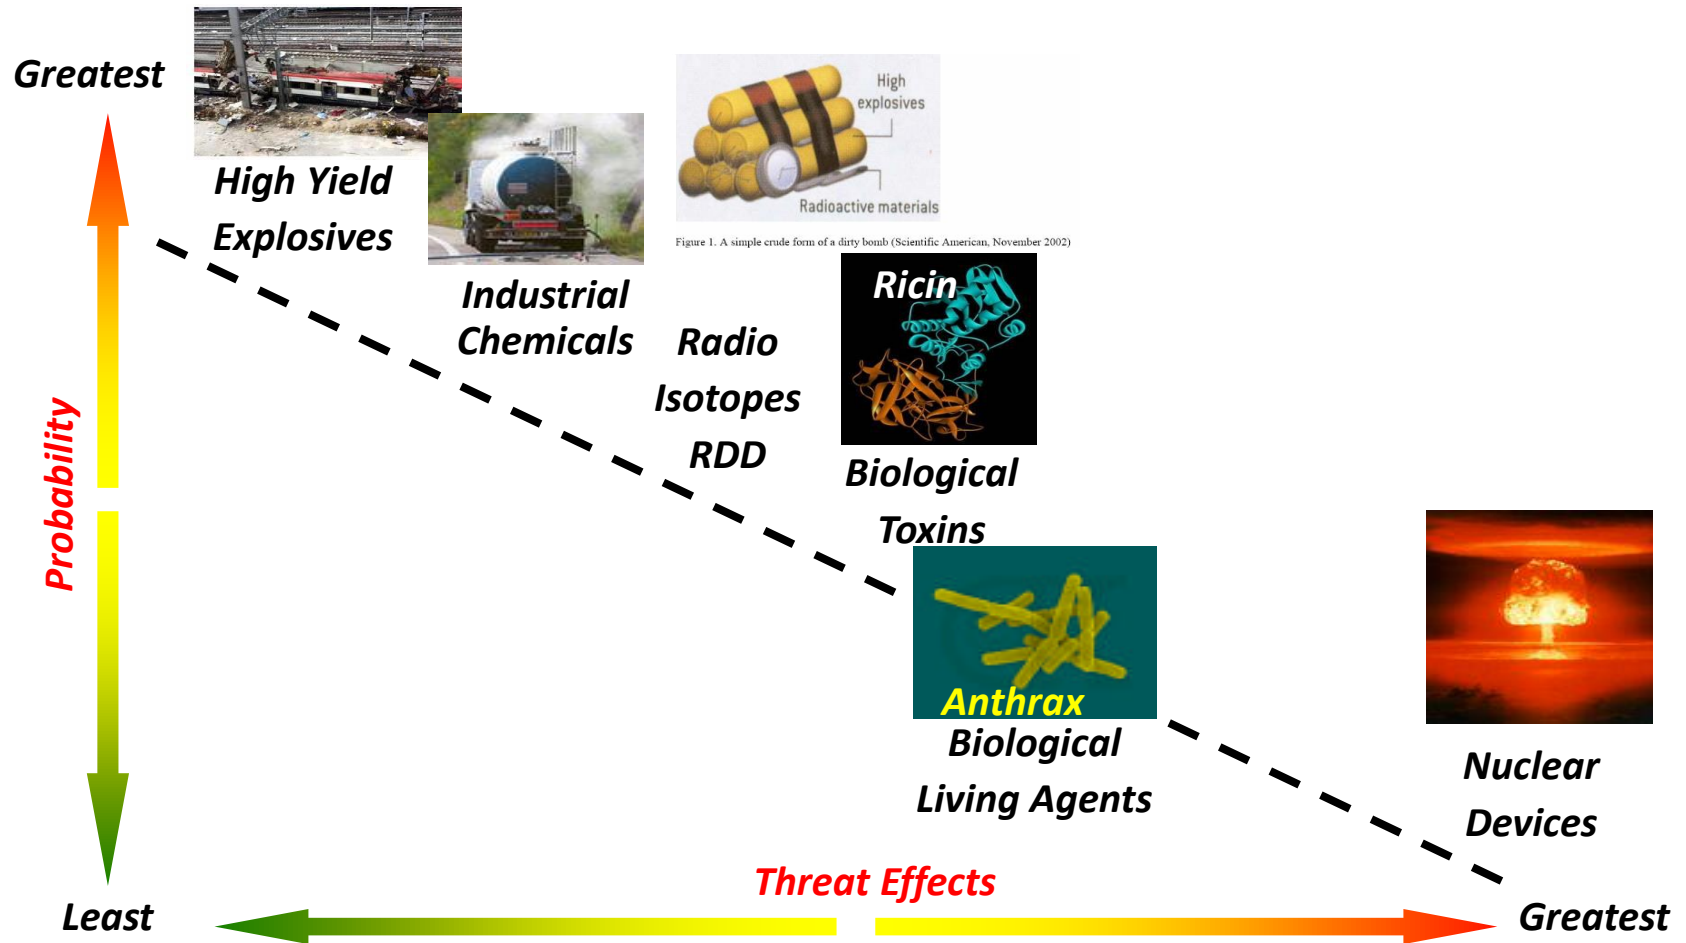 Greatest
High Yield
Explosives
Industrial
Chemicals
High
explosives
Radioactive materials
Figure 1. A simple crude form of a dirty bomb (Scientific American, November 2002)
Radio
Isotopes
RDD
Ricin
Biological
Toxins
Anthrax
Biological
Living Agents
Nuclear
Devices
Probability
Threat Effects
Least
Greatest